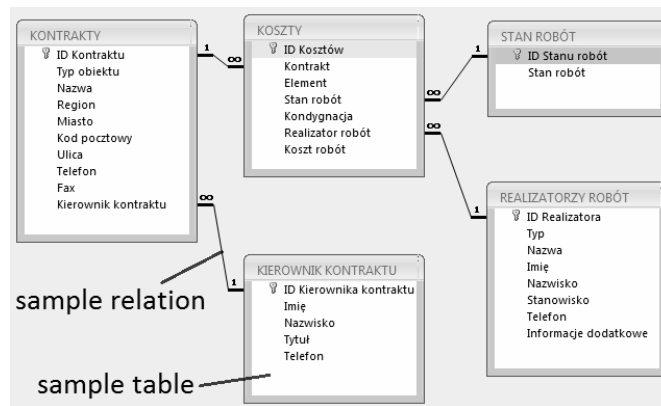 KONTRAKTY
ID Kontraktu
Typ obiektu
Nazwa
Region
Miasto
Kod pocztowy
Ulica
Telefon
Fax
Kierownik kontraktu
1
∞
KOSZTY
ID Kosztów
Kontrakt
Element
Stan robót
Kondygnacja
Realizator robót
Koszt robót
∞
∞
1
STAN ROBÓT
ID Stanu robót
Stan robót
1
REALIZATORZY ROBÓT
ID Realizatora
Typ
Nazwa
Imię
Nazwisko
Stanowisko
Telefon
Informacje dodatkowe
∞
1
KIEROWNIK KONTRAKTU
ID Kierownika kontraktu
Imię
Nazwisko
Tytuł
Telefon
sample relation
sample table